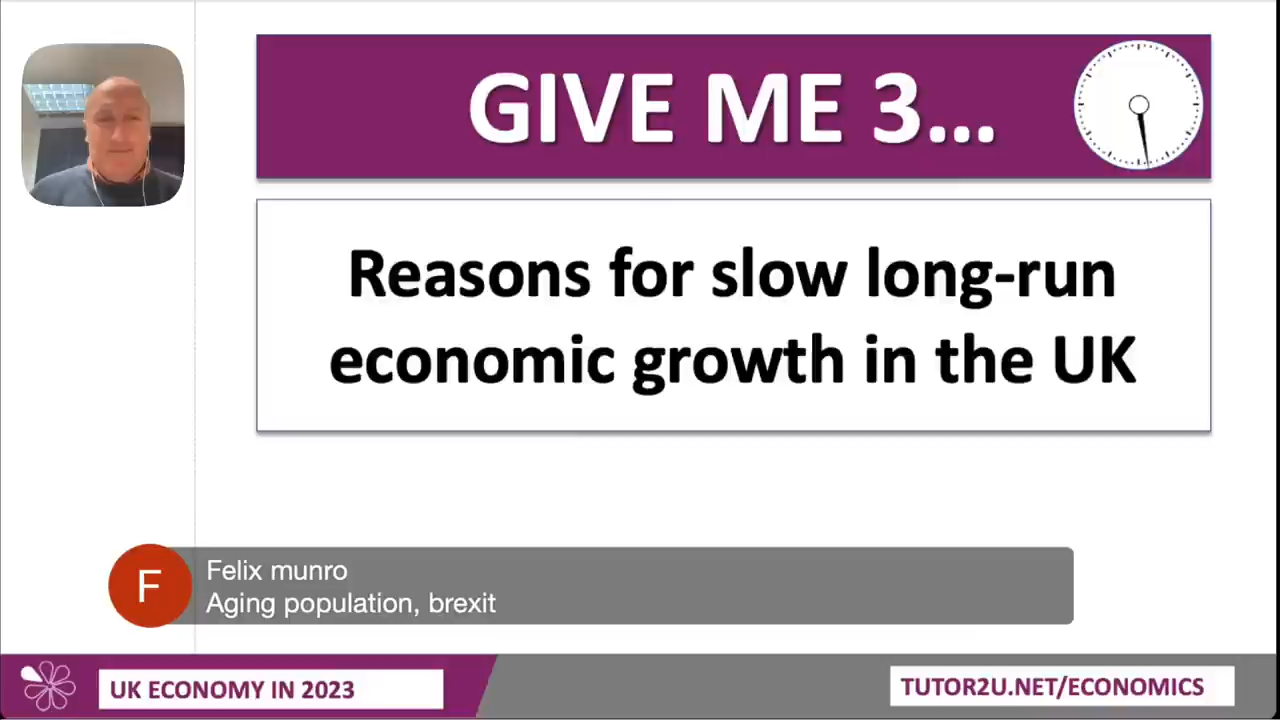 GIVE ME 3...
Reasons for slow long-run
economic growth in the UK
F
Felix munro
Aging population, brexit
UK ECONOMY IN 2023
TUTOR2U.NET/ECONOMICS